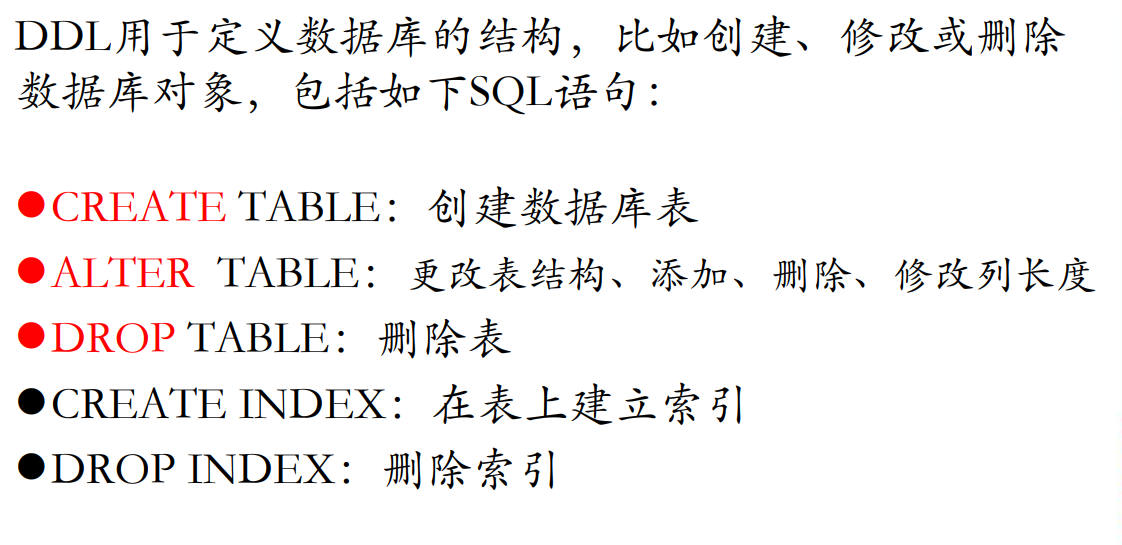 DDL用于定义数据库的结构，比如创建、修改或删除
数据库对象，包括如下SQL语句：
●CREATE TABLE：创建数据库表
●ALTER TABLE：更改表结构、添加、删除、修改列长度
●DROP TABLE：删除表
●CREATE INDEX：在表上建立索引
●DROP INDEX：删除索引